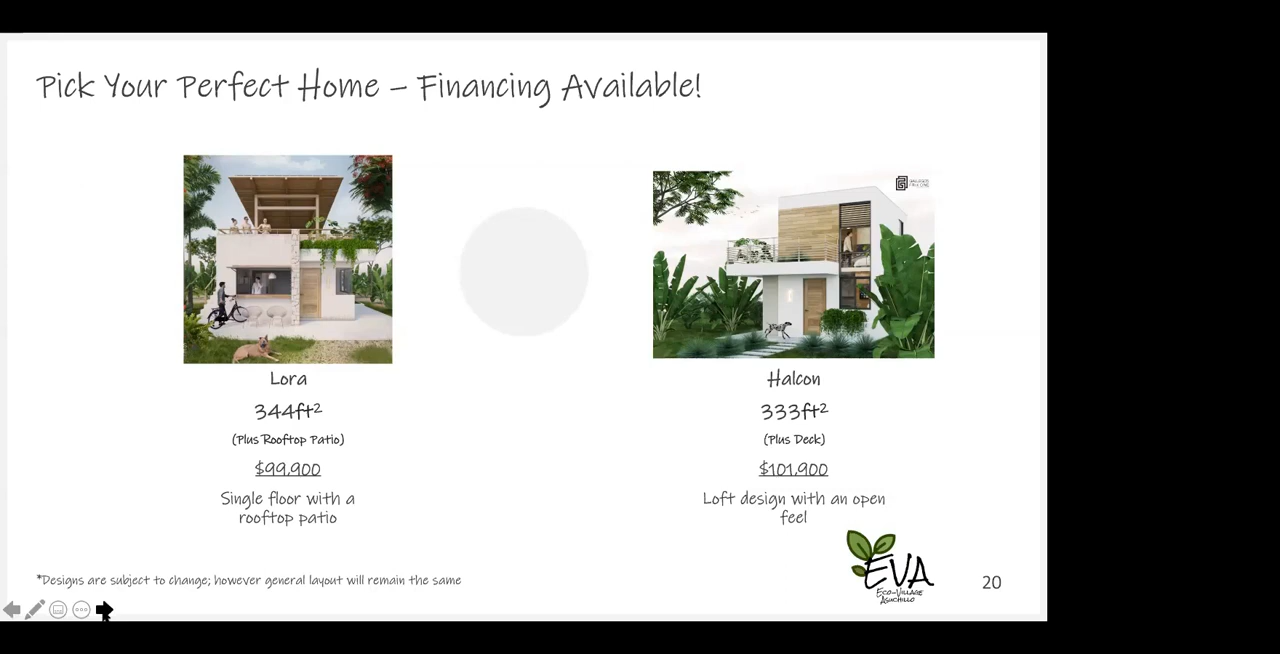 Pick Your Perfect Home – Financing Available!
Lora
344ft²
(Plus Rooftop Patio)
$99,900
Single floor with a
rooftop patio
Halcon
333ft²
(Plus Deck)
$101,900
Loft design with an open
feel
*Designs are subject to change; however general layout will remain the same
EVA
Eco-Village
Asuchillo
20